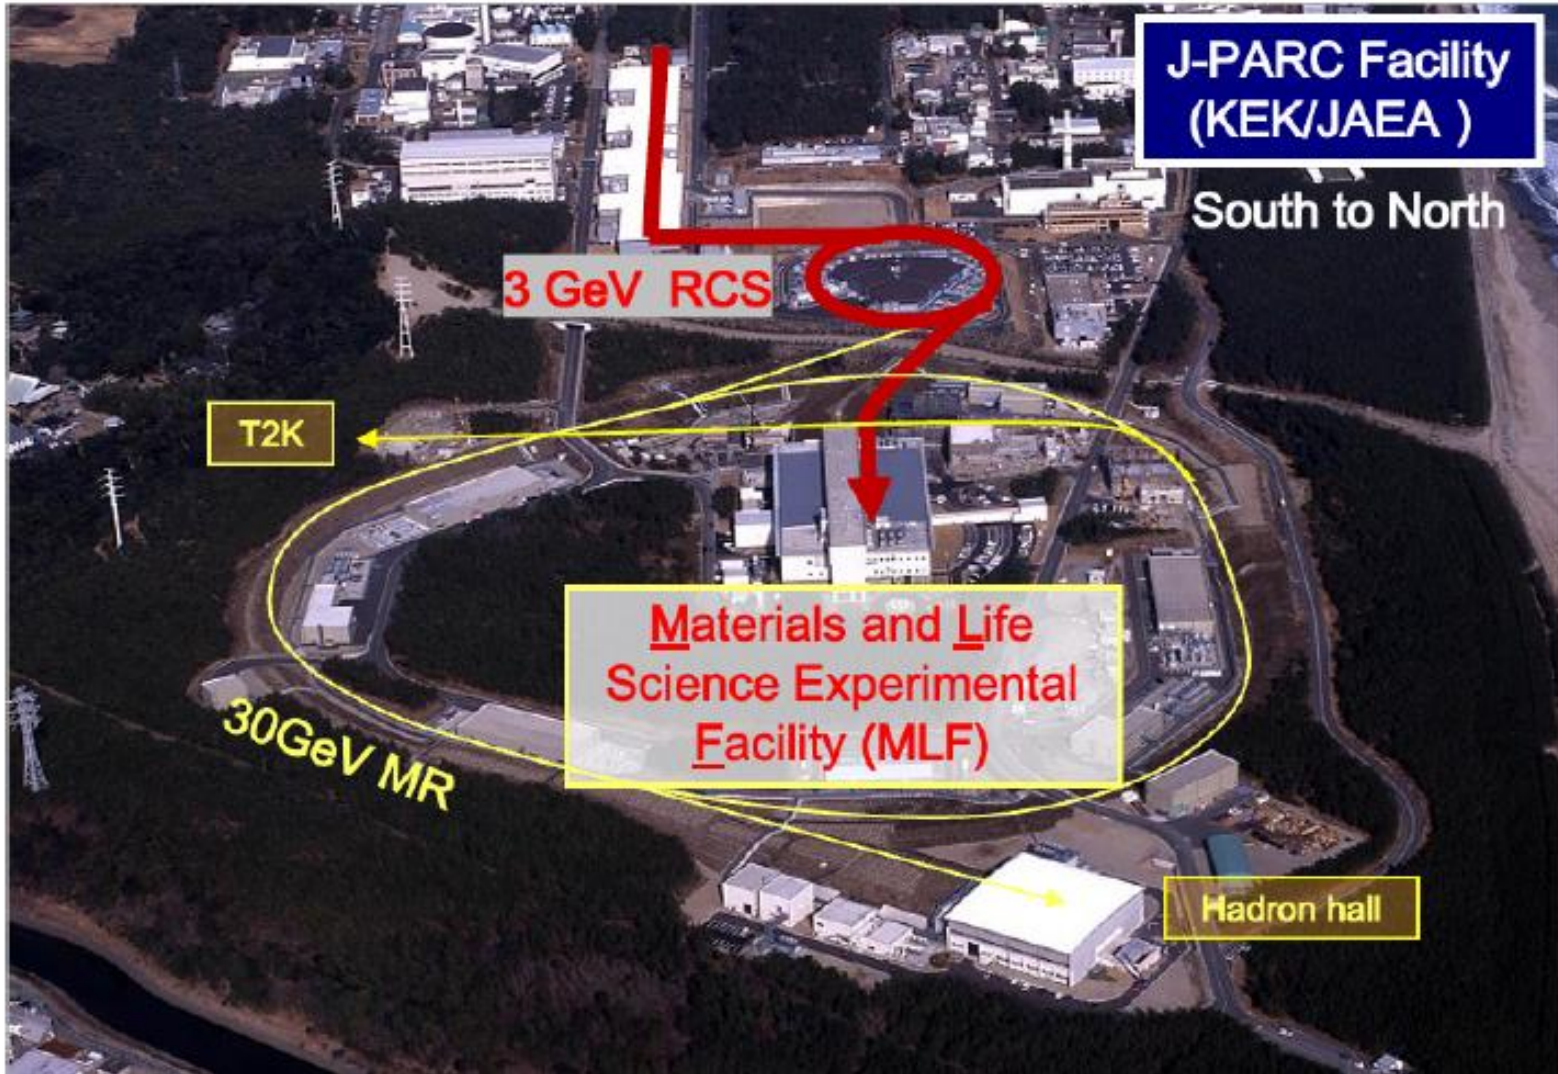 J-PARC Facility
(KEK/JAEA )
South to North
3 GeV RCS
T2K
Materials and Life
Science Experimental
Facility (MLF)
30GeV MR
Hadron hall